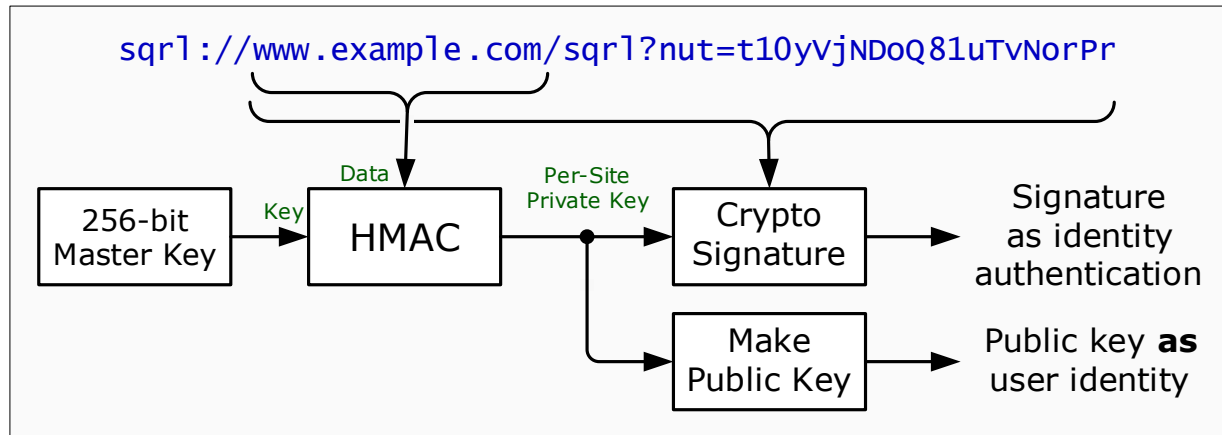 sqrl://www.example.com/sqrl?nut=t1OyVjNDoQ81uTvNorPr
Data
Per-Site
Private Key
256-bit
Master Key
Key
HMAC
Crypto
Signature
Signature
as identity
authentication
Make
Public Key
Public key as
user identity